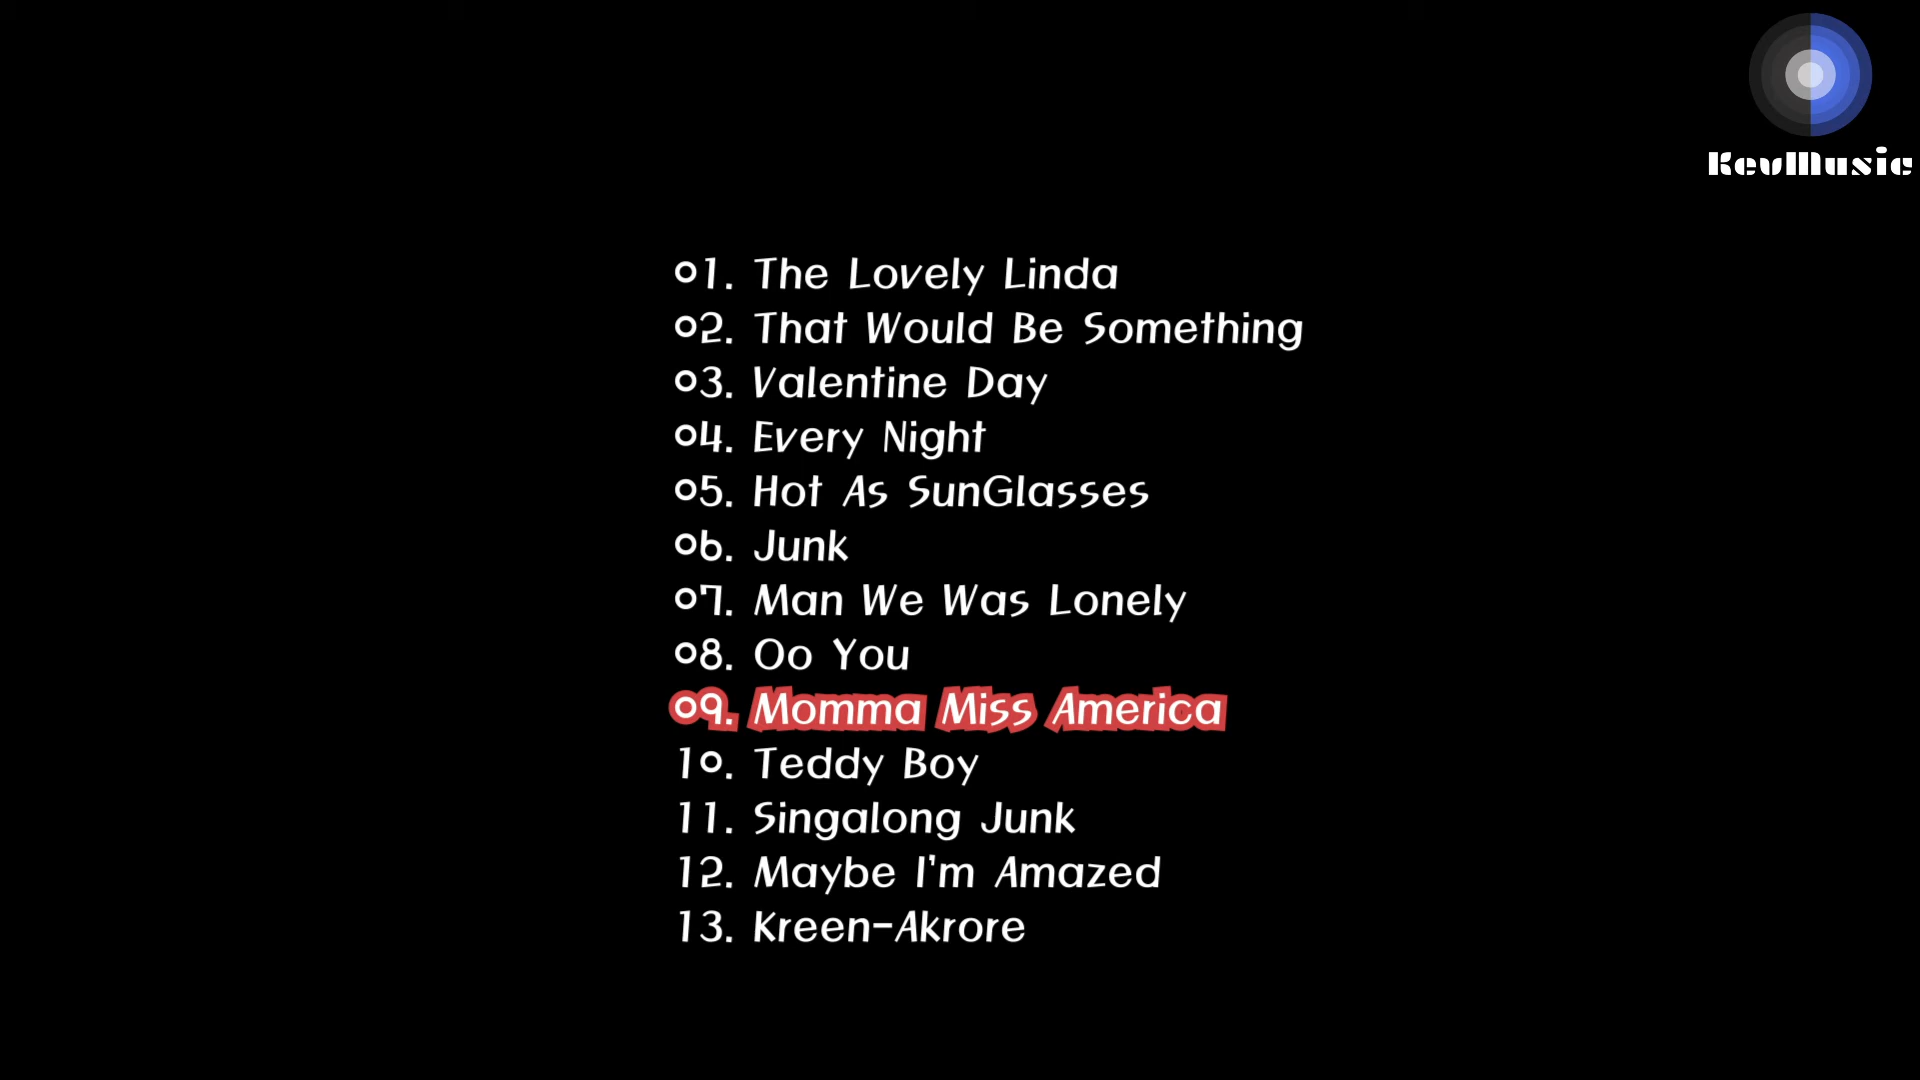 KevMusic
01. The Lovely Linda
02. That Would Be Something
03. Valentine Day
04. Every Night
05. Hot As SunGlasses
06. Junk
07. Man We Was Lonely
08. Oo You
09. Momma Miss America
10. Teddy Boy
11. Singalong Junk
12. Maybe I'm Amazed
13. Kreen-Akrore